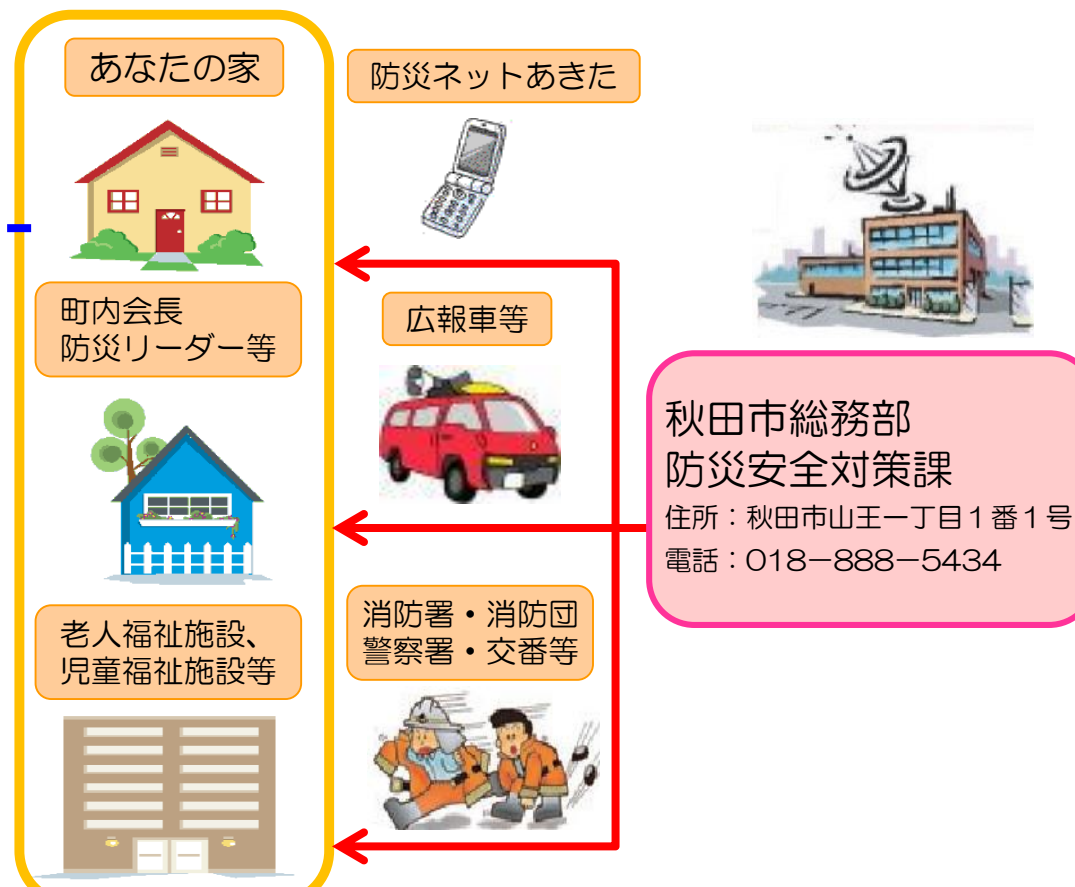 あなたの家
町内会長
防災リーダー等
老人福祉施設、
児童福祉施設等
防災ネットあきた
広報車等
消防署・消防団
警察署・交番等
秋田市総務部
防災安全対策課
住所：秋田市山王一丁目１番１号
電話：018－888－5434